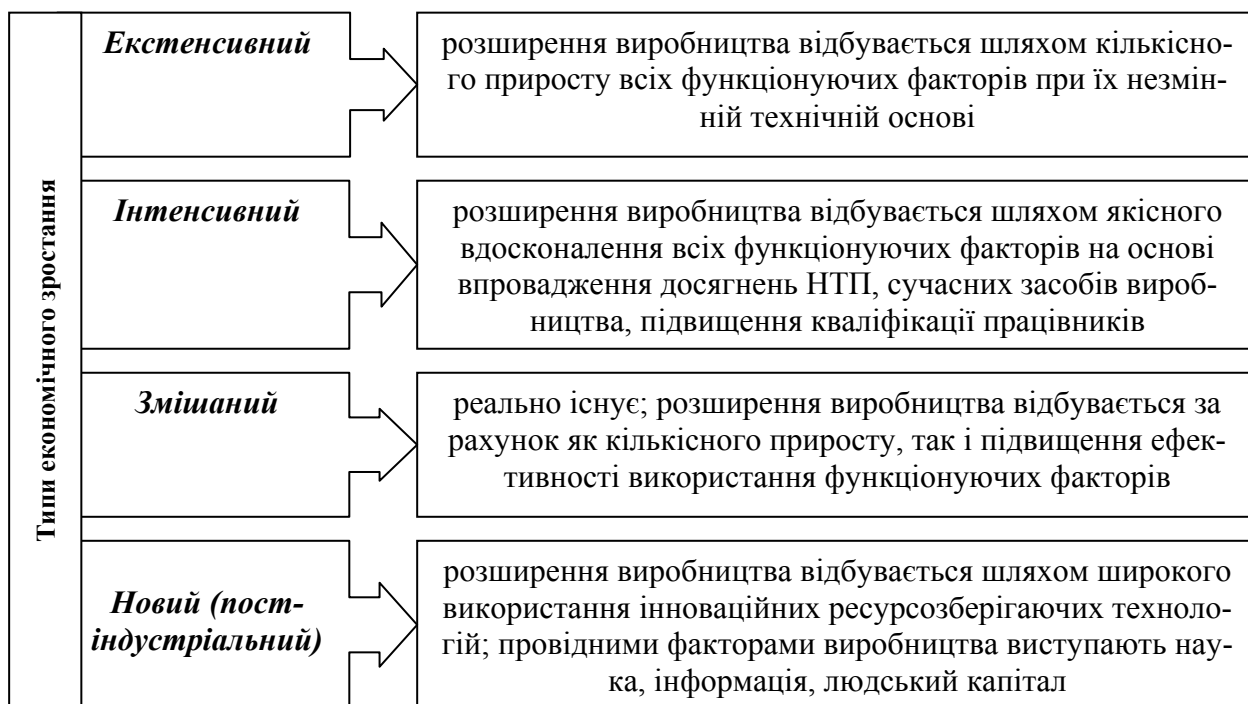 Типи економічного зростання
Екстенсивний
розширення виробництва відбувається шляхом кількісно-
го приросту всіх функціонуючих факторів при їх незмін-
ній технічній основі
Інтенсивний
розширення виробництва відбувається шляхом якісного
вдосконалення всіх функціонуючих факторів на основі
впровадження досягнень НТП, сучасних засобів вироб-
ництва, підвищення кваліфікації працівників
Змішаний
реально існує; розширення виробництва відбувається за
рахунок як кількісного приросту, так і підвищення ефек-
тивності використання функціонуючих факторів
Новий (пост-
індустріальний)
розширення виробництва відбувається шляхом широкого
використання інноваційних ресурсозберігаючих техноло-
гій; провідними факторами виробництва виступають нау-
ка, інформація, людський капітал